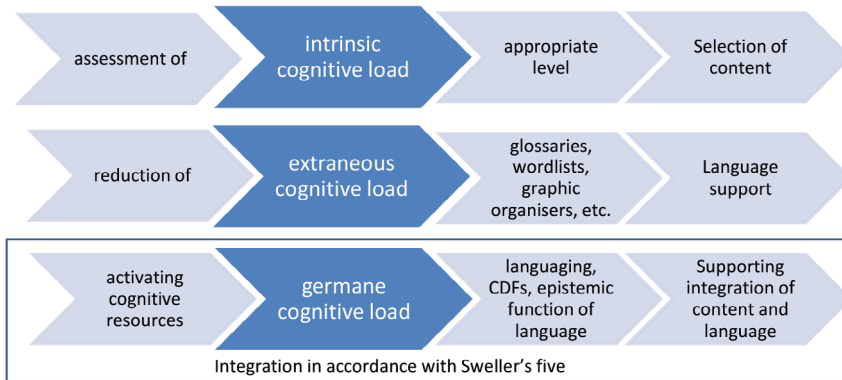 assessment of
intrinsic
cognitive load
appropriate
level
Selection of
content
reduction of
extraneous
cognitive load
glossaries,
wordlists,
graphic
organisers, etc.
Language
support
activating
cognitive
resources
germane
cognitive load
languaging,
CDFs, epistemic
function of
language
Supporting
integration of
content and
language
Integration in accordance with Sweller’s five